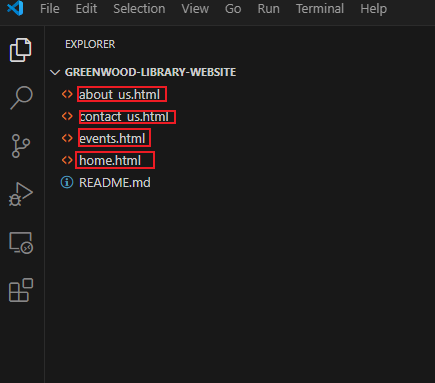 File Edit Selection View Go Run Terminal Help
EXPLORER
GREENWOOD-LIBRARY-WEBSITE
about_us.html
contact_us.html
events.html
home.html
README.md